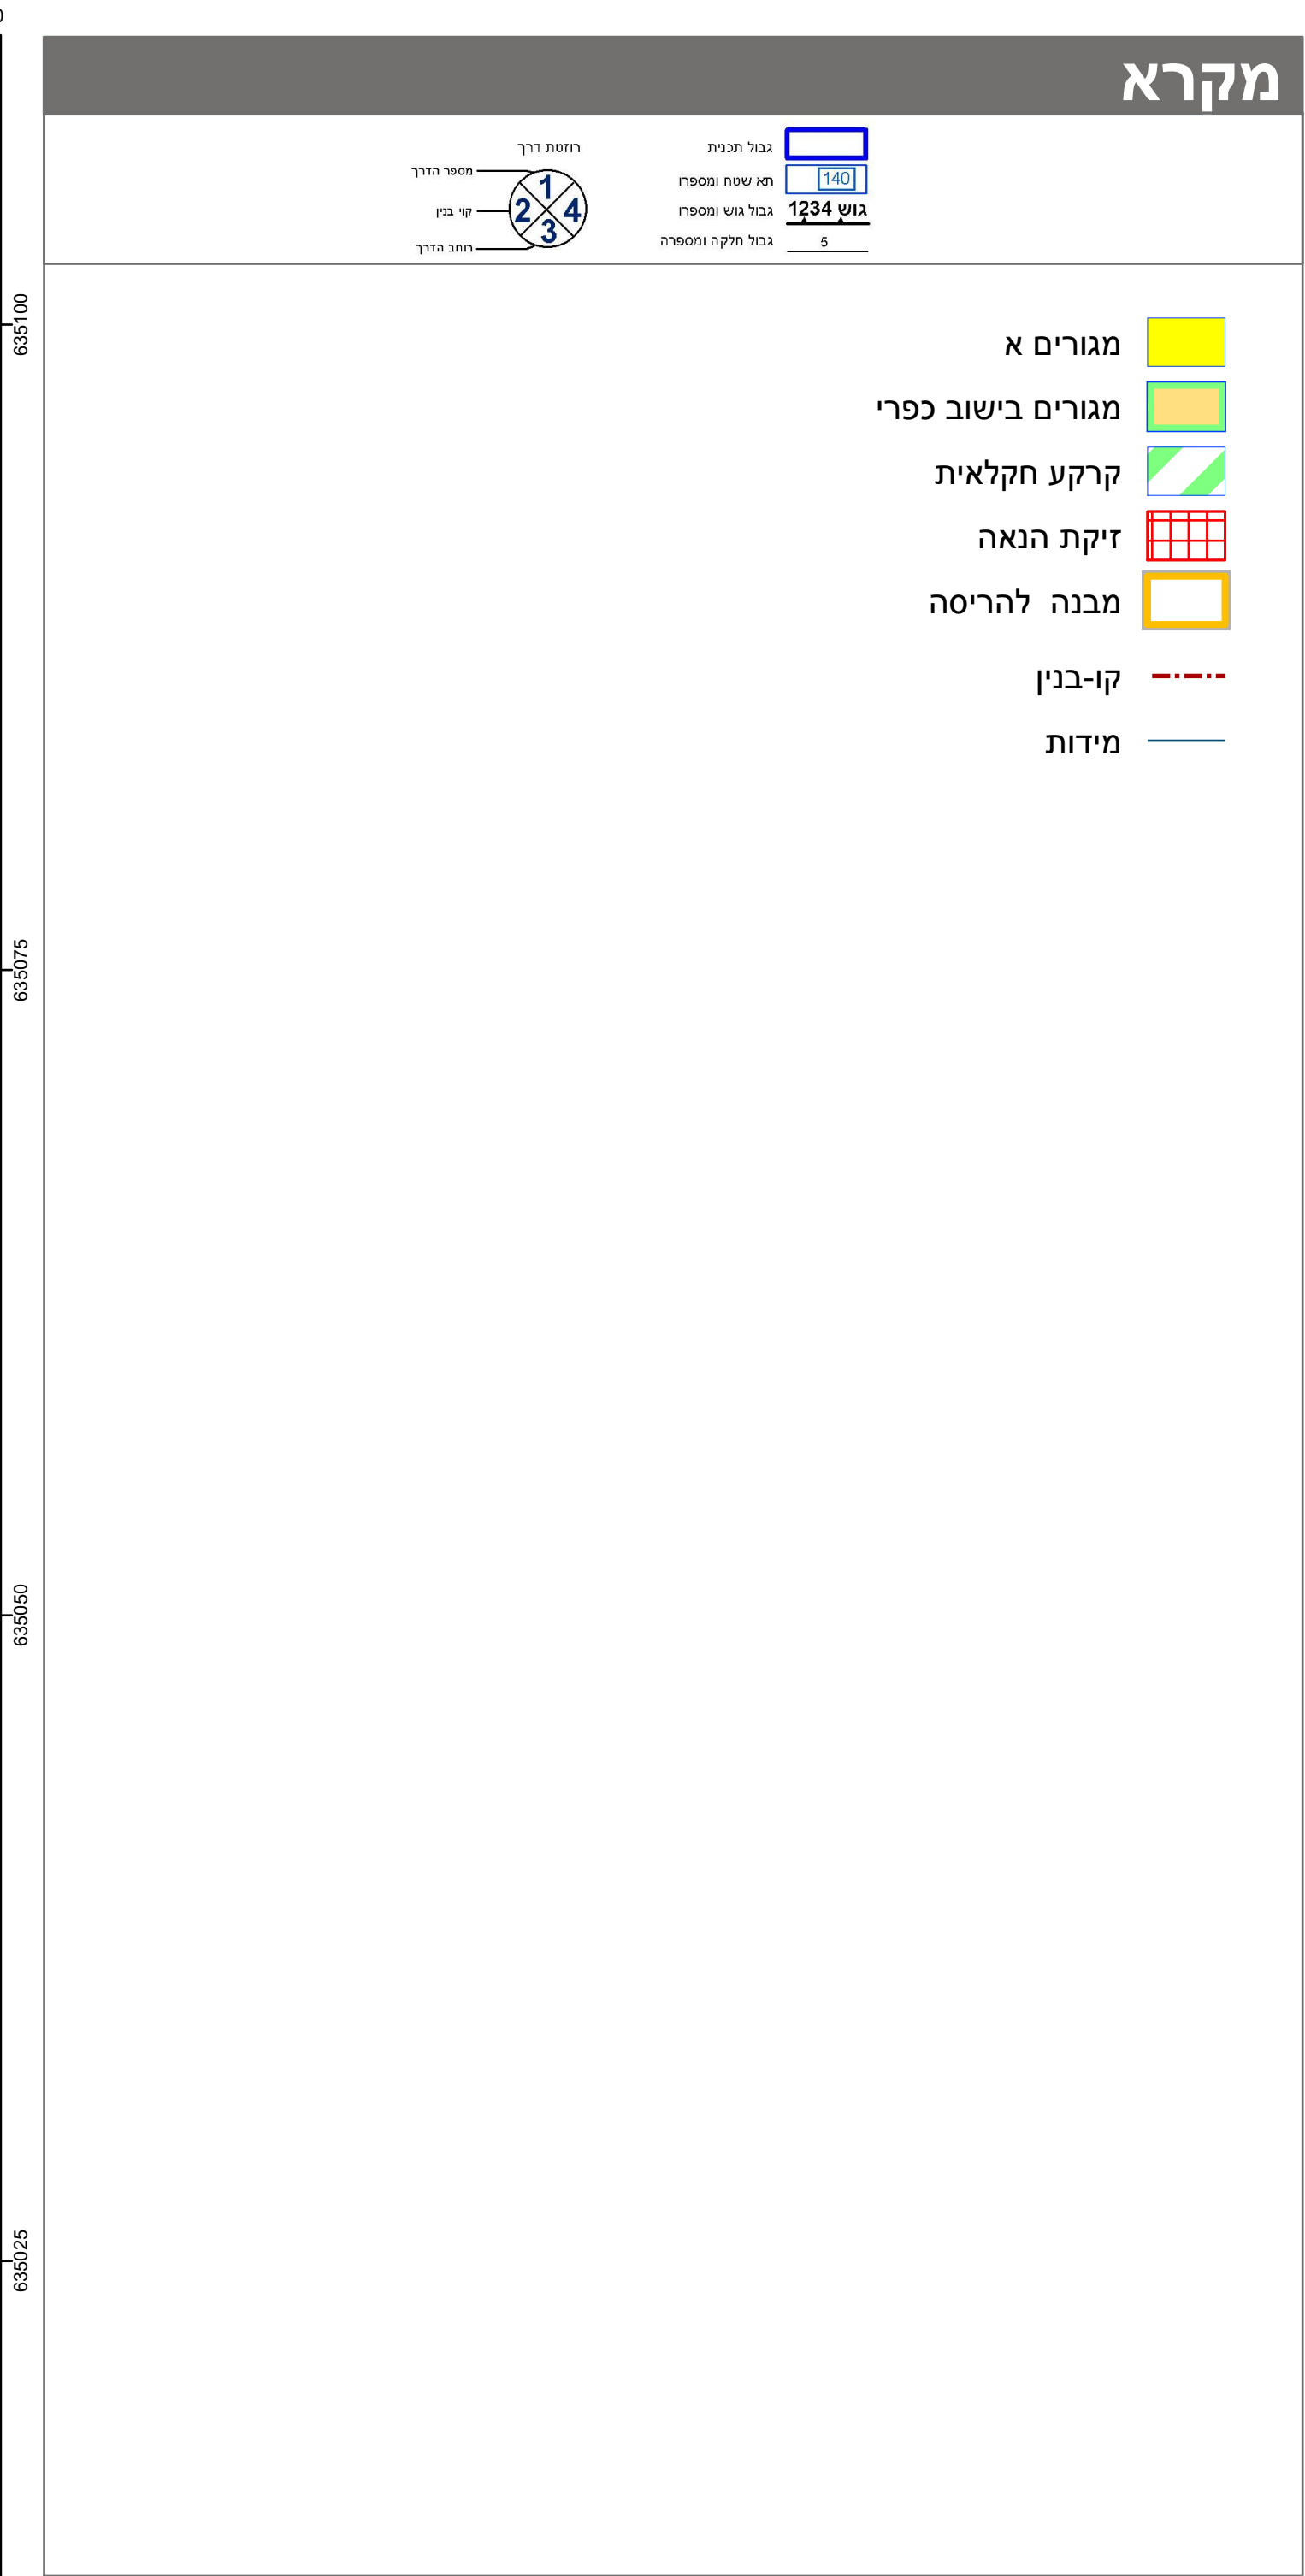 מקרא
גבול תכנית
140 תא שטח ומספרו
גוש 1234 גבול גוש ומספרו
5 גבול חלקה ומספרה
רוזטת דרך
מספר הדרך
קוי בנין
רוחב הדרך
1
2 4
3
מגורים א
מגורים בישוב כפרי
קרקע חקלאית
זיקת הנאה
מבנה להריסה
קו-בנין
מידות
0
635100
635075
635050
635025